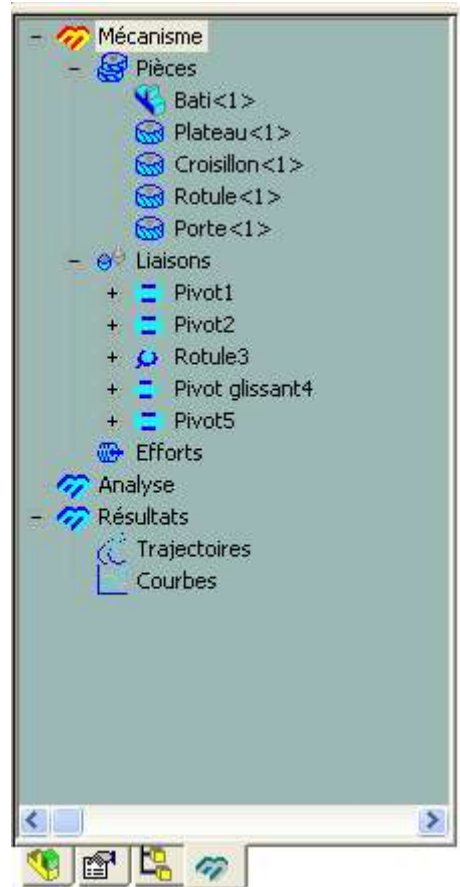 Mécanisme
Pièces
Bati<1>
Plateau<1>
Croisillon<1>
Rotule<1>
Porte<1>
Liaisons
Pivot1
Pivot2
Rotule3
Pivot glissant4
Pivot5
Efforts
Analyse
Résultats
Trajectoires
Courbes